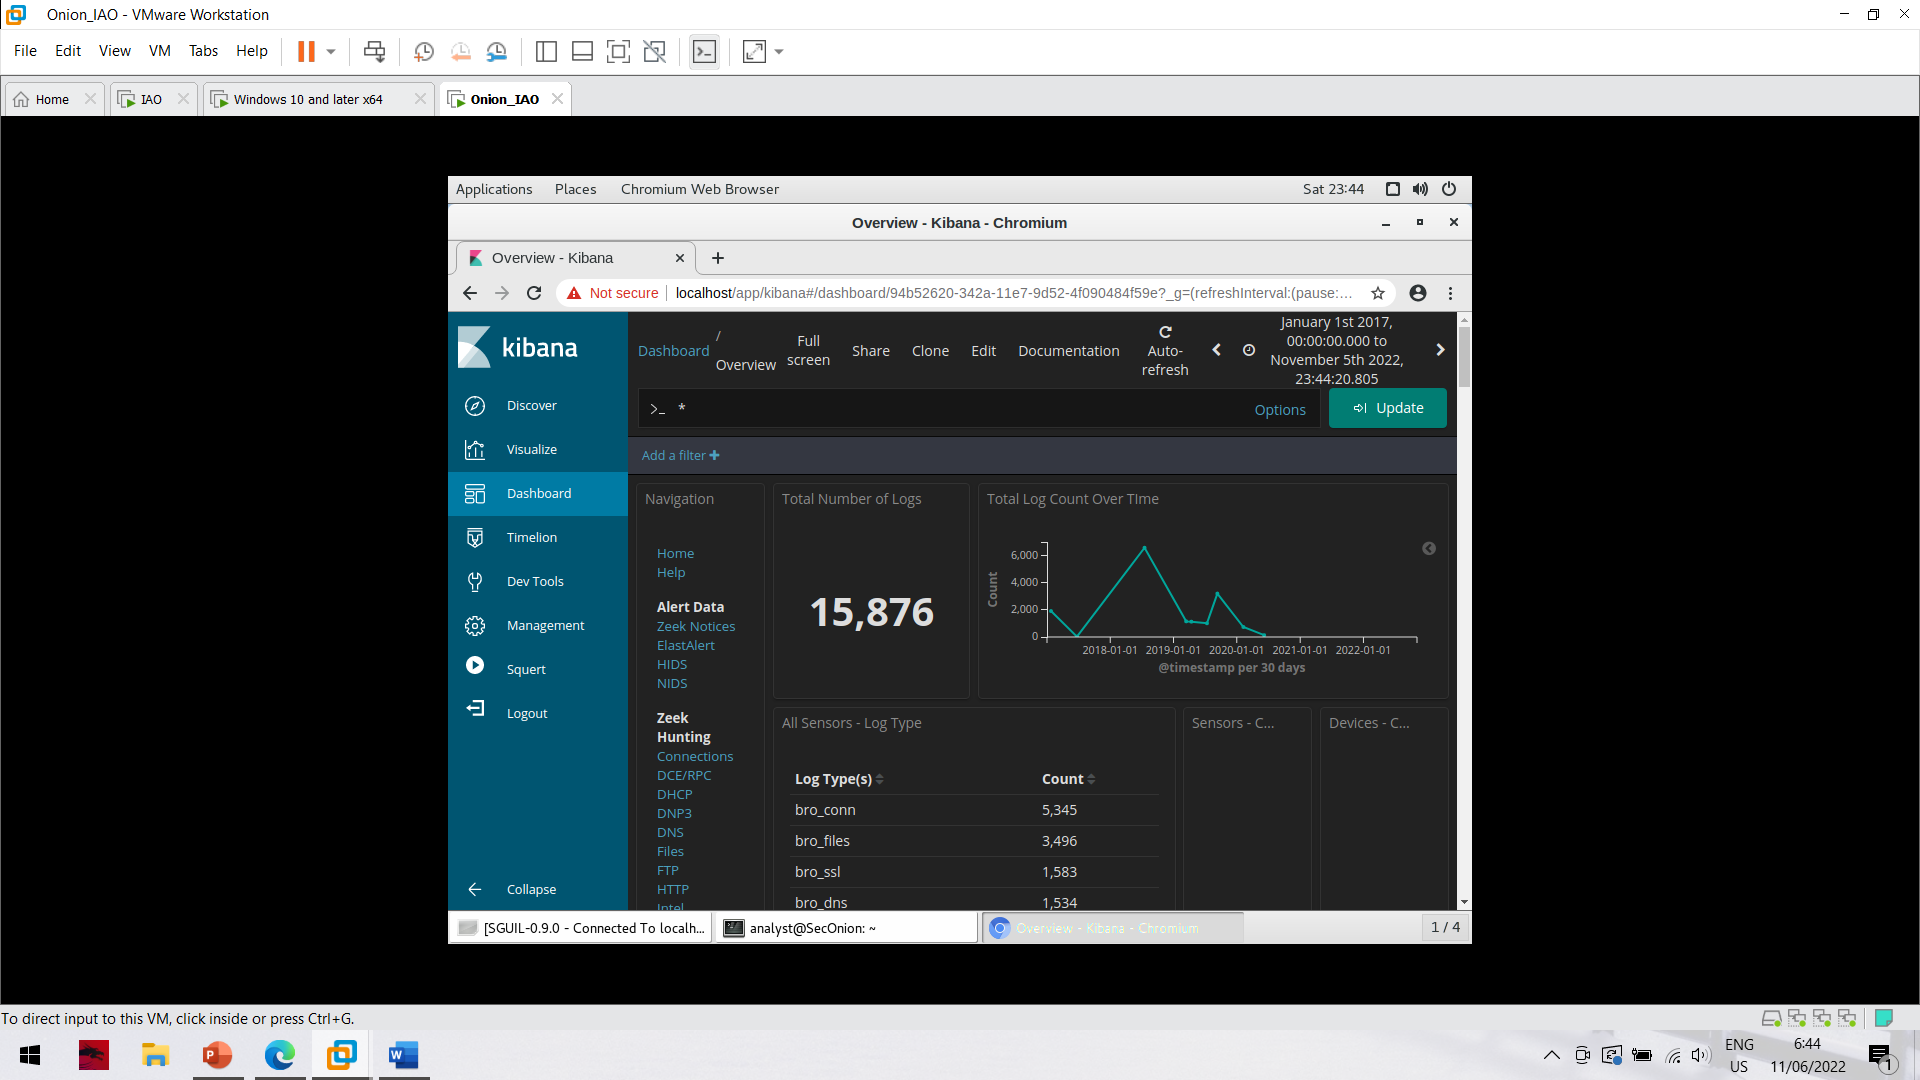 Onion_IAO - VMware Workstation
File Edit View VM Tabs Help
Home IAO Windows 10 and later x64 Onion_IAO
Applications Places Chromium Web Browser Sat 23:44
Overview - Kibana - Chromium
Overview - Kibana
Not secure localhost/app/kibana#/dashboard/94b52620-342a-11e7-9d52-4f090484f59e?_g=(refreshInterval:(pause:...
kibana
Discover
Visualize
Dashboard
Timelion
Dev Tools
Management
Squert
Logout
Collapse
Dashboard / Overview
Full screen
Share Clone Edit Documentation
Auto-refresh
January 1st 2017,
00:00:00.000 to
November 5th 2022,
23:44:20.805
>_ * Options Update
Add a filter +
Navigation
Home
Help
Alert Data
Zeek Notices
ElastAlert
HIDS
NIDS
Zeek
Hunting
Connections
DCE/RPC
DHCP
DNP3
DNS
Files
FTP
HTTP
Intel
Total Number of Logs
15,876
Total Log Count Over TIme
Count
6,000
4,000
2,000
0
2018-01-01 2019-01-01 2020-01-01 2021-01-01 2022-01-01
@timestamp per 30 days
All Sensors - Log Type
Log Type(s) Count
bro_conn 5,345
bro_files 3,496
bro_ssl 1,583
bro_dns 1,534
Sensors - C...
Devices - C...
[SGUIL-0.9.0 - Connected To localh... analyst@SecOnion: ~ Overview - Kibana - Chromium 1 / 4
To direct input to this VM, click inside or press Ctrl+G.
ENG
US
6:44
11/06/2022
1